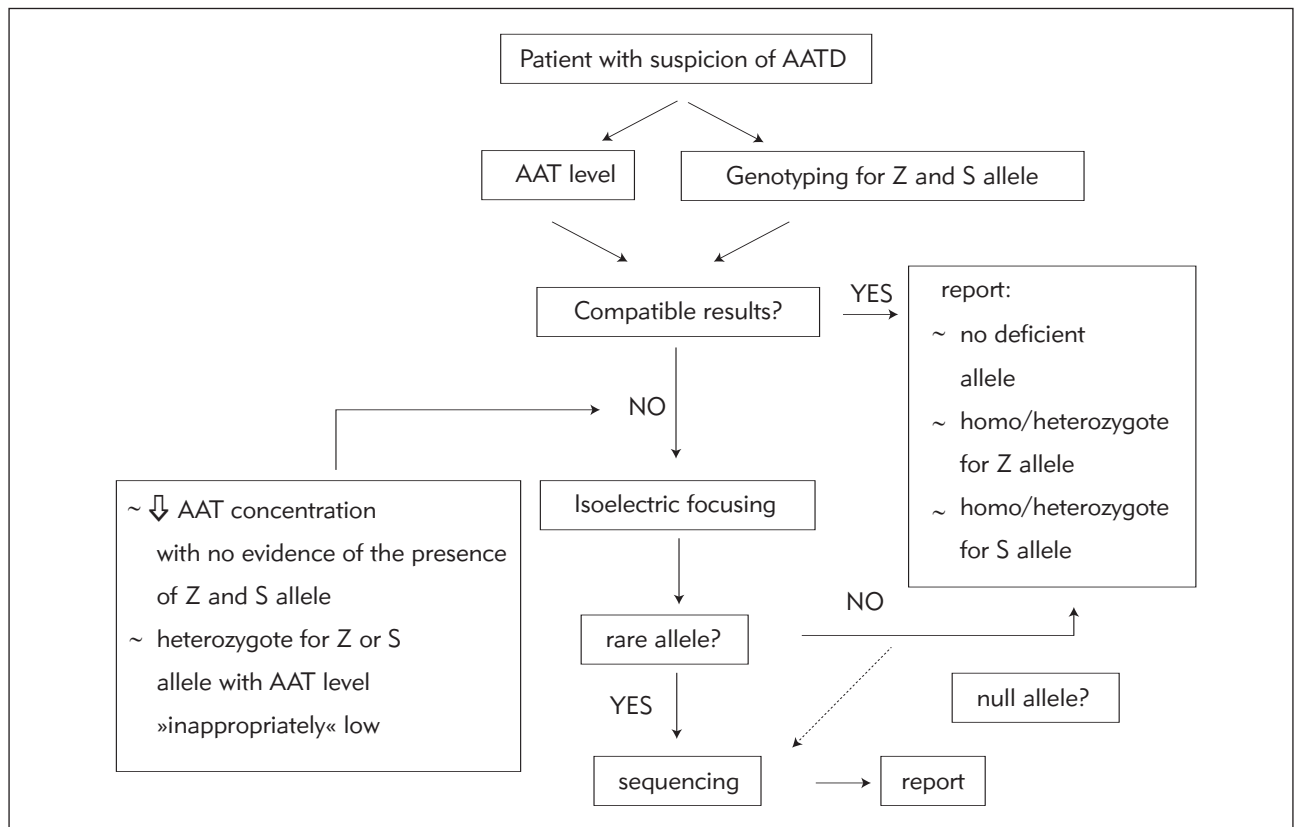 Patient with suspicion of AATD
AAT level
Genotyping for Z and S allele
Compatible results?
YES
report:
~ no deficient
allele
~ homo/heterozygote
for Z allele
~ homo/heterozygote
for S allele
NO
~ ⇩ AAT concentration
with no evidence of the presence
of Z and S allele
~ heterozygote for Z or S
allele with AAT level
»inappropriately« low
Isoelectric focusing
rare allele?
NO
null allele?
YES
sequencing
report